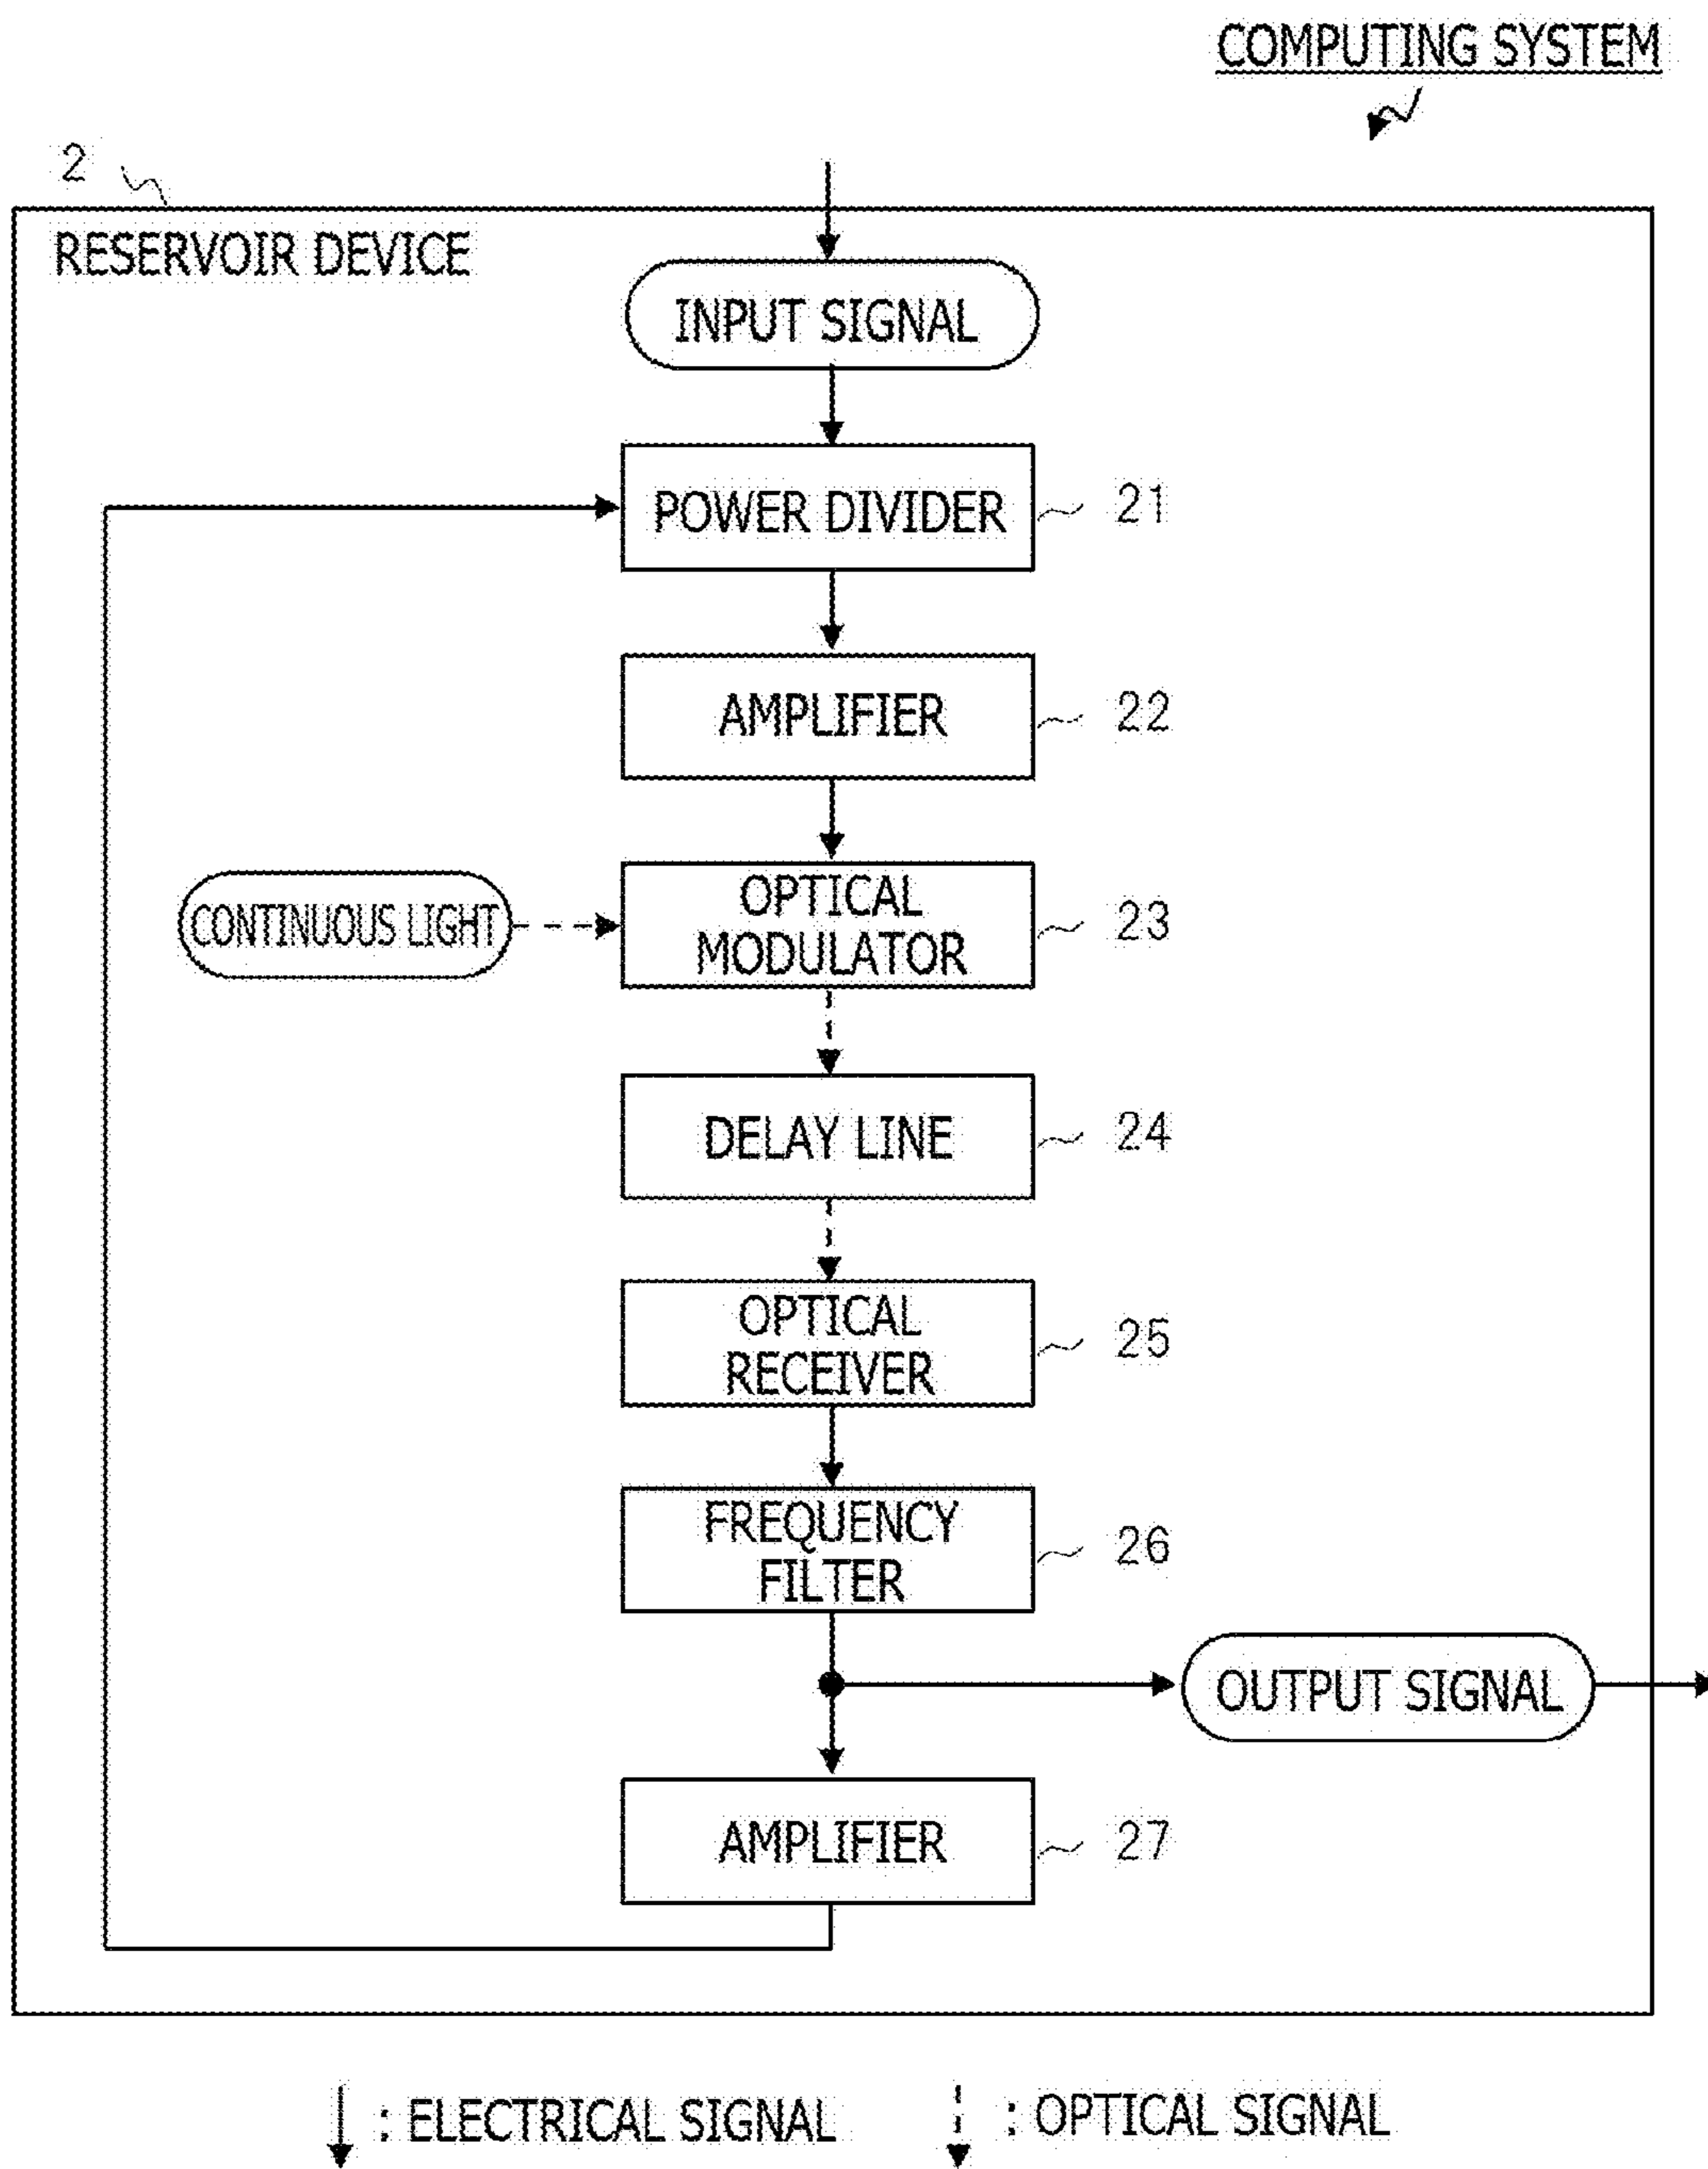 COMPUTING SYSTEM
2
RESERVOIR DEVICE
INPUT SIGNAL
POWER DIVIDER
21
AMPLIFIER
22
CONTINUOUS LIGHT
OPTICAL
MODULATOR
23
DELAY LINE
24
OPTICAL
RECEIVER
25
FREQUENCY
FILTER
26
OUTPUT SIGNAL
AMPLIFIER
27
: ELECTRICAL SIGNAL
: OPTICAL SIGNAL